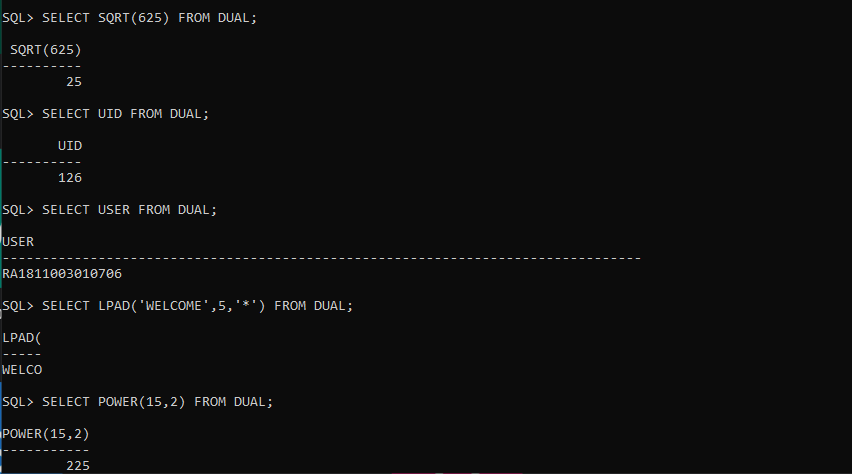 SQL> SELECT SQRT(625) FROM DUAL;
SQRT(625)
----------
25
SQL> SELECT UID FROM DUAL;
UID
----------
126
SQL> SELECT USER FROM DUAL;
USER
--------------------------------------------------------------------------------
RA1811003010706
SQL> SELECT LPAD('WELCOME',5,'*') FROM DUAL;
LPAD(
-----
WELCO
SQL> SELECT POWER(15,2) FROM DUAL;
POWER(15,2)
-----------
225